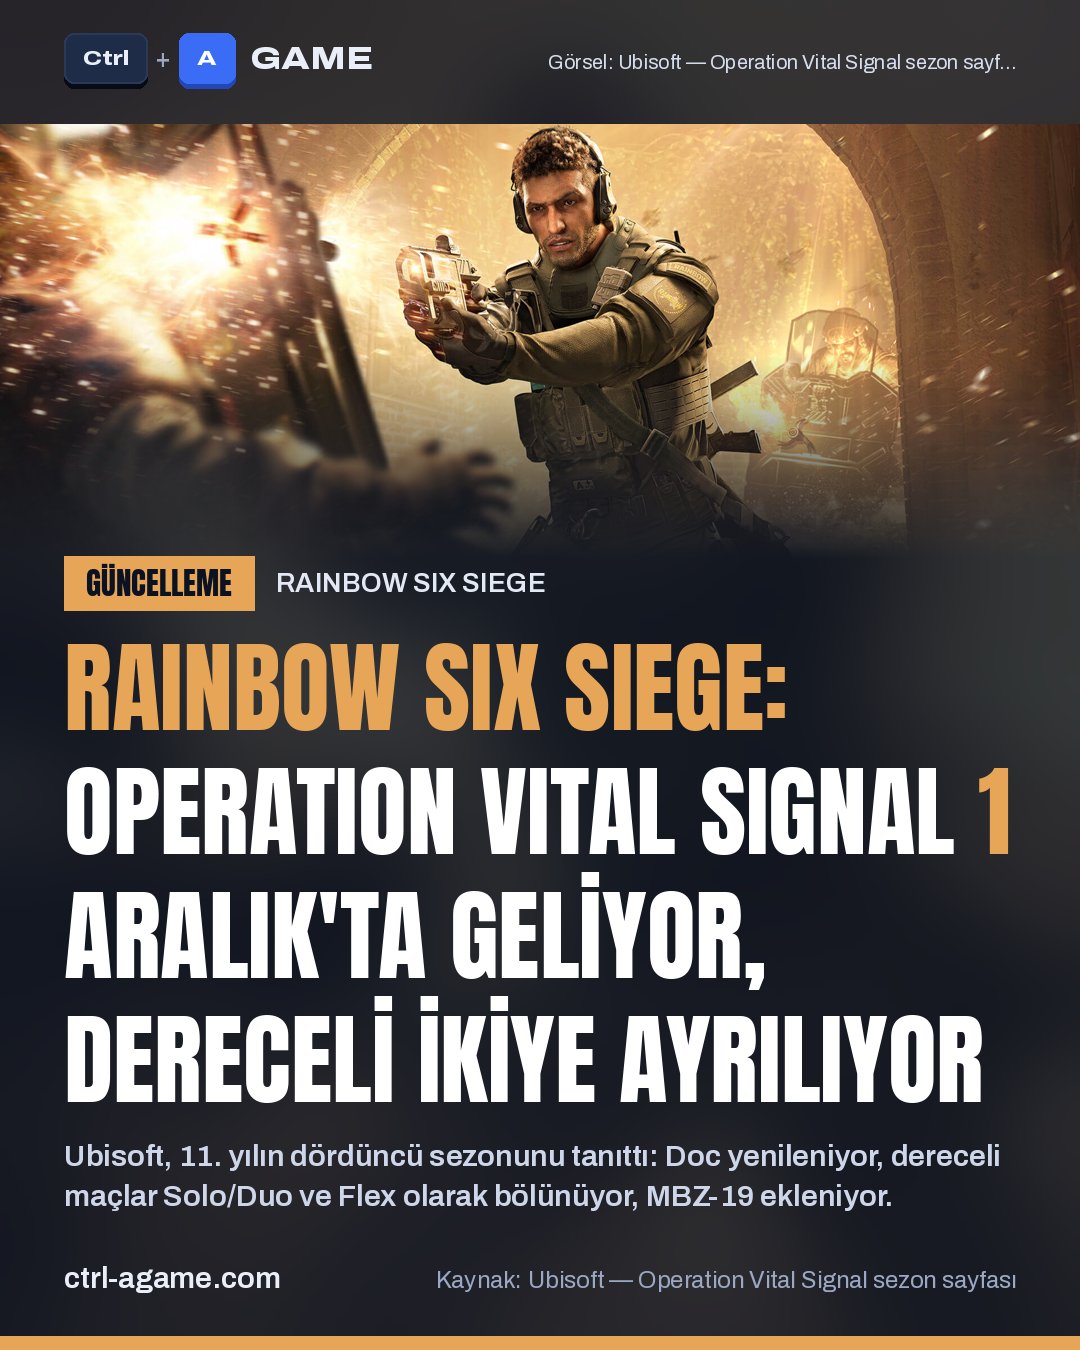 Ctrl + A GAME
Görsel: Ubisoft — Operation Vital Signal sezon sayf...
GÜNCELLEME RAINBOW SIX SIEGE
RAINBOW SIX SIEGE:
OPERATION VITAL SIGNAL 1
ARALIK'TA GELİYOR,
DERECELİ İKİYE AYRILIYOR
Ubisoft, 11. yılın dördüncü sezonunu tanıttı: Doc yenileniyor, dereceli
maçlar Solo/Duo ve Flex olarak bölünüyor, MBZ-19 ekleniyor.
ctrl-agame.com
Kaynak: Ubisoft — Operation Vital Signal sezon sayfası